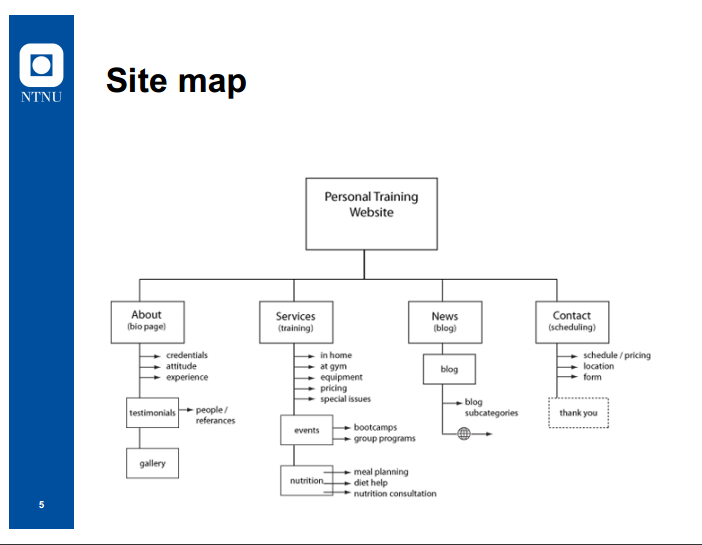 NTNU
Site map
Personal Training
Website
About
(bio page)
credentials
attitude
experience
testimonials
people /
referances
gallery
Services
(training)
in home
at gym
equipment
pricing
special issues
events
bootcamps
group programs
nutrition
meal planning
diet help
nutrition consultation
News
(blog)
blog
blog
subcategories
Contact
(scheduling)
schedule / pricing
location
form
thank you
5